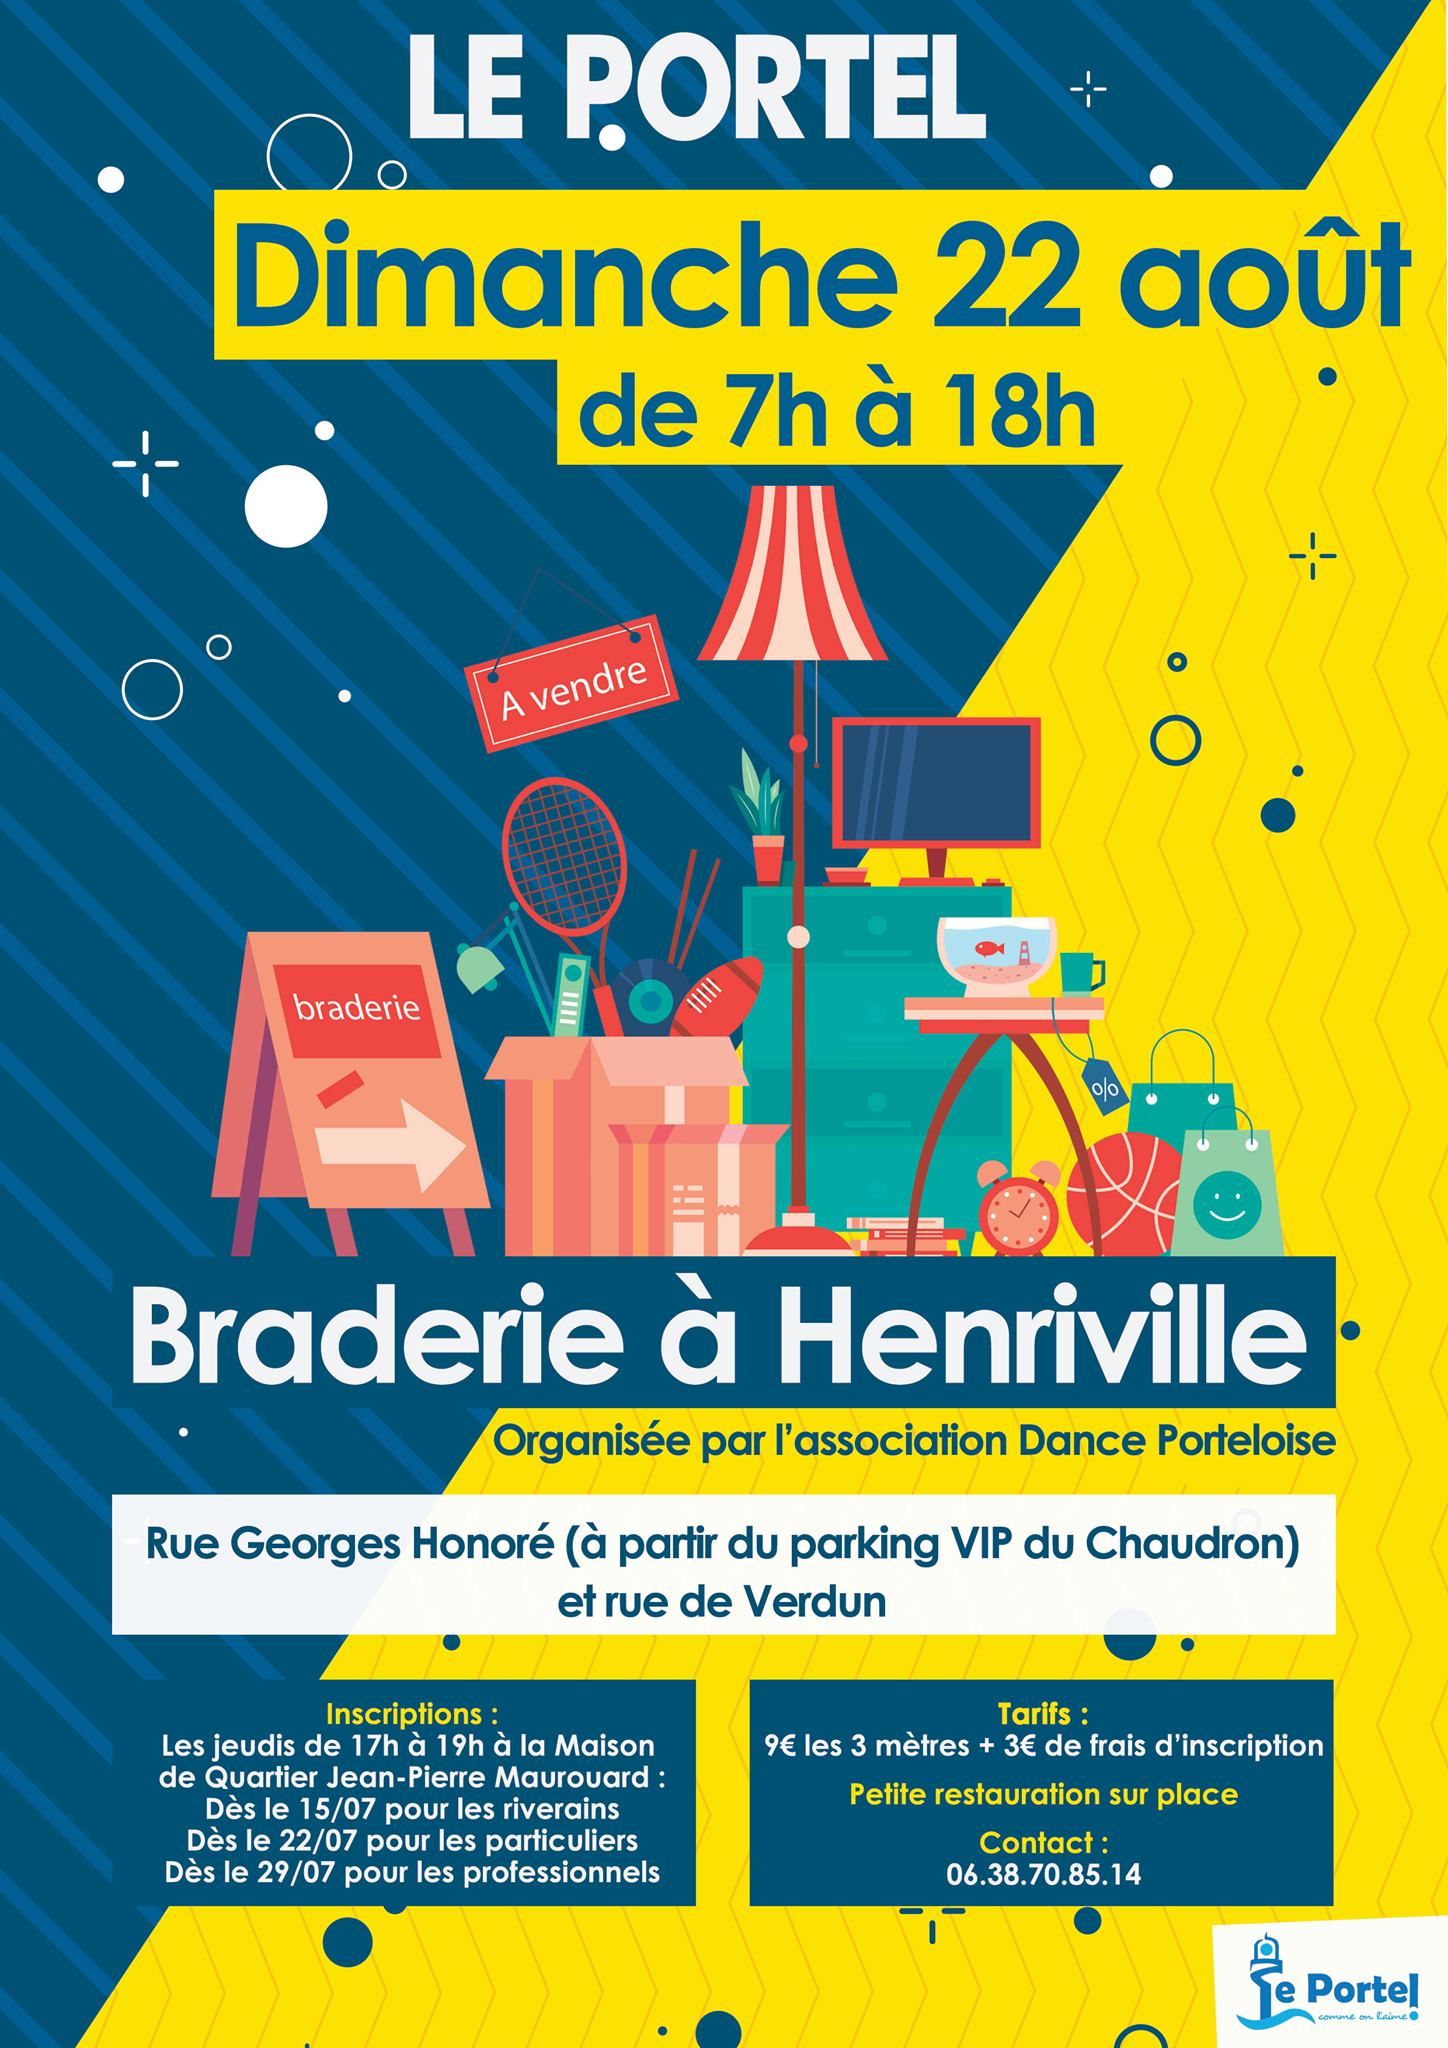 LE PORTEL
Dimanche 22 août
de 7h à 18h
A vendre
braderie
%
Braderie à Henriville
Organisée par l'association Dance Porteloise
Rue Georges Honoré (à partir du parking VIP du Chaudron)
et rue de Verdun
Inscriptions :
Les jeudis de 17h à 19h à la Maison
de Quartier Jean-Pierre Maurouard :
Dès le 15/07 pour les riverains
Dès le 22/07 pour les particuliers
Dès le 29/07 pour les professionnels
Tarifs :
9€ les 3 mètres + 3€ de frais d'inscription
Petite restauration sur place
Contact :
06.38.70.85.14
Le Portel
comme on l'aime!